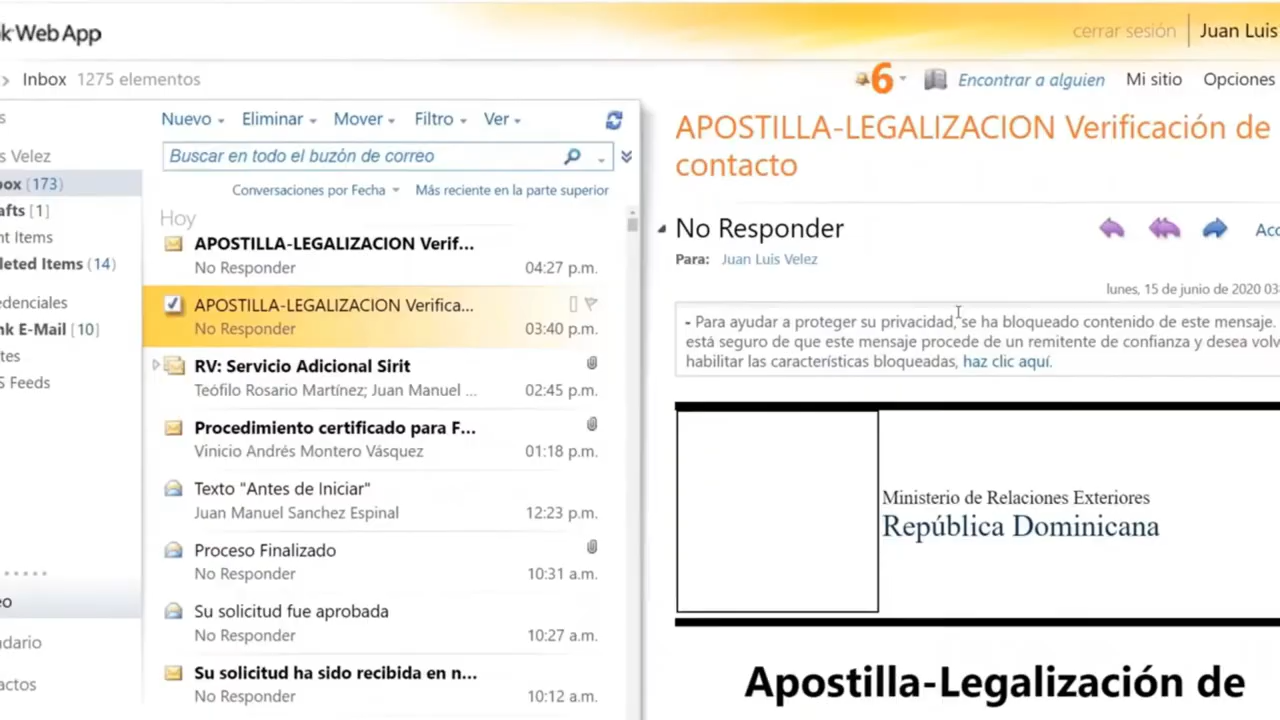 k Web App
cerrar sesión
Juan Luis
Inbox 1275 elementos
6
Encontrar a alguien
Mi sitio
Opciones
s
s Velez
ox (173)
afts [1]
nt Items
leted Items (14)
edenciales
nk E-Mail [10]
tes
S Feeds
eo
ndario
actos
Nuevo
Eliminar
Mover
Filtro
Ver
Buscar en todo el buzón de correo
Conversaciones por Fecha
Más reciente en la parte superior
Hoy
APOSTILLA-LEGALIZACION Verif...
No Responder 04:27 p.m.
APOSTILLA-LEGALIZACION Verifica...
No Responder 03:40 p.m.
RV: Servicio Adicional Sirit
Teófilo Rosario Martínez; Juan Manuel ... 02:45 p.m.
Procedimiento certificado para F...
Vinicio Andrés Montero Vásquez 01:18 p.m.
Texto "Antes de Iniciar"
Juan Manuel Sanchez Espinal 12:23 p.m.
Proceso Finalizado
No Responder 10:31 a.m.
Su solicitud fue aprobada
No Responder 10:27 a.m.
Su solicitud ha sido recibida en n...
No Responder 10:12 a.m.
APOSTILLA-LEGALIZACION Verificación de
contacto
No Responder
Acc
Para: Juan Luis Velez
lunes, 15 de junio de 2020 03
- Para ayudar a proteger su privacidad, se ha bloqueado contenido de este mensaje.
está seguro de que este mensaje procede de un remitente de confianza y desea volv
habilitar las características bloqueadas, haz clic aquí.
Ministerio de Relaciones Exteriores
República Dominicana
Apostilla-Legalización de